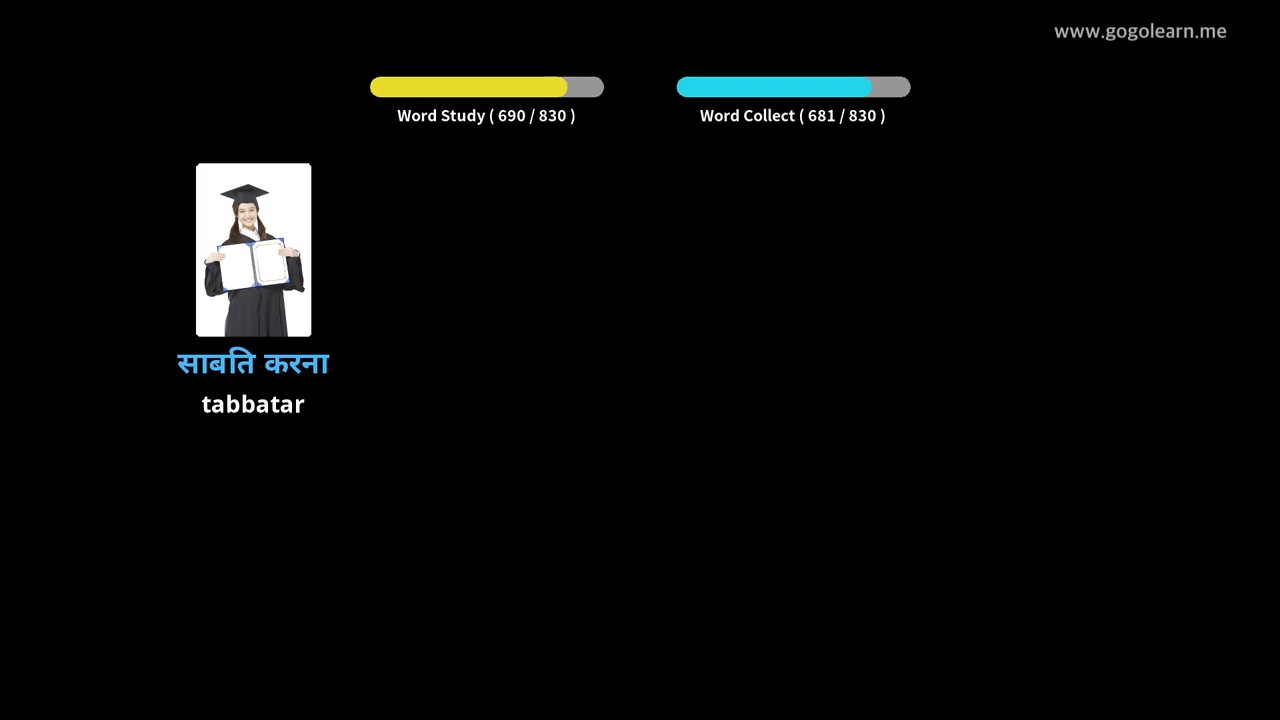 www.gogolearn.me
Word Study ( 690 / 830 )
Word Collect ( 681 / 830 )
साबति करना
tabbatar